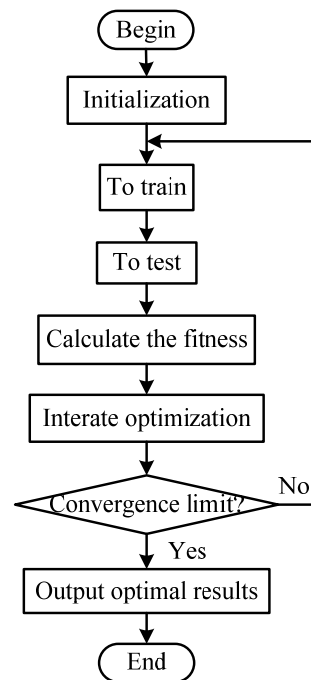 Begin
Initialization
To train
To test
Calculate the fitness
Interate optimization
Convergence limit?
No
Yes
Output optimal results
End